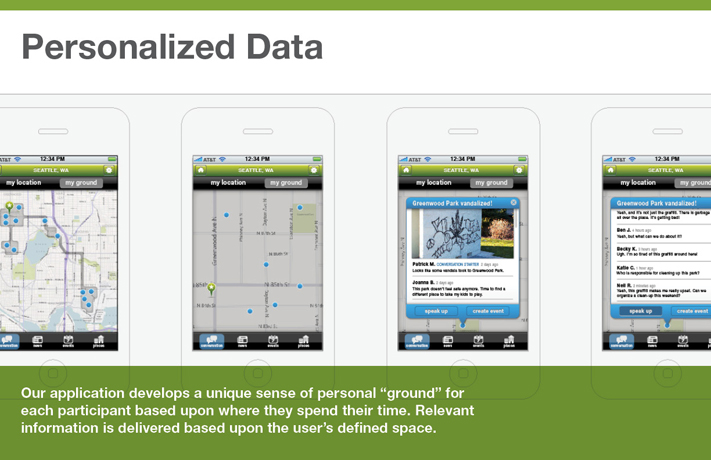 Personalized Data
AT&T 12:34 PM
SEATTLE, WA
my location my ground
news events places
AT&T 12:34 PM
SEATTLE, WA
my location my ground
Greenwood Ave N
N 85th St
N 83rd St
conversation news events places
AT&T 12:34 PM
SEATTLE, WA
my location my ground
Greenwood Park vandalized!
Patrick M. CONVERSATION STARTER 2 days ago
Looks like some vandals took to Greenwood Park.
Joanna B. 2 days ago
This park doesn't feel safe anymore. Time to find a
different place to take my kids to play.
speak up create event
conversation news events places
AT&T 12:34 PM
SEATTLE, WA
my location my ground
Greenwood Park vandalized!
Yeah, and it's not just the graffiti. There is garbage
all over the place. It's getting bad!
Ben J. 4 hours ago
Yeah, but what can we do about it?
Becky K. 3 hours ago
Ugh. I'm so tired of this graffiti around here!
Katie C. 1 hour ago
Who is responsible for cleaning up this park?
Neil R. 2 minutes ago
Yeah, this graffiti makes me really upset. Can we
organize a clean up this weekend?
speak up create event
conversation news events places
Our application develops a unique sense of personal “ground” for
each participant based upon where they spend their time. Relevant
information is delivered based upon the user’s defined space.